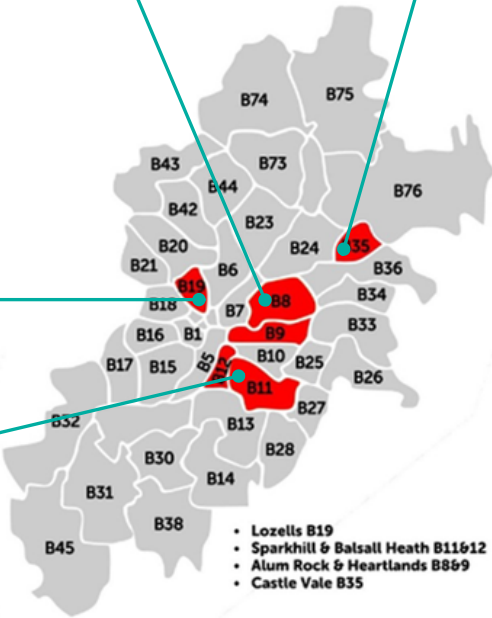 B74
B75
B43
B73
B44
B76
B42
B23
B20
B24
B35
B21
B6
B36
B19
B8
B34
B18
B7
B33
B16
B1
B9
B10
B17
B15
B5
B12
B25
B26
B11
B27
B32
B13
B28
B30
B14
B31
B38
B45
• Lozells B19
• Sparkhill & Balsall Heath B11&12
• Alum Rock & Heartlands B8&9
• Castle Vale B35